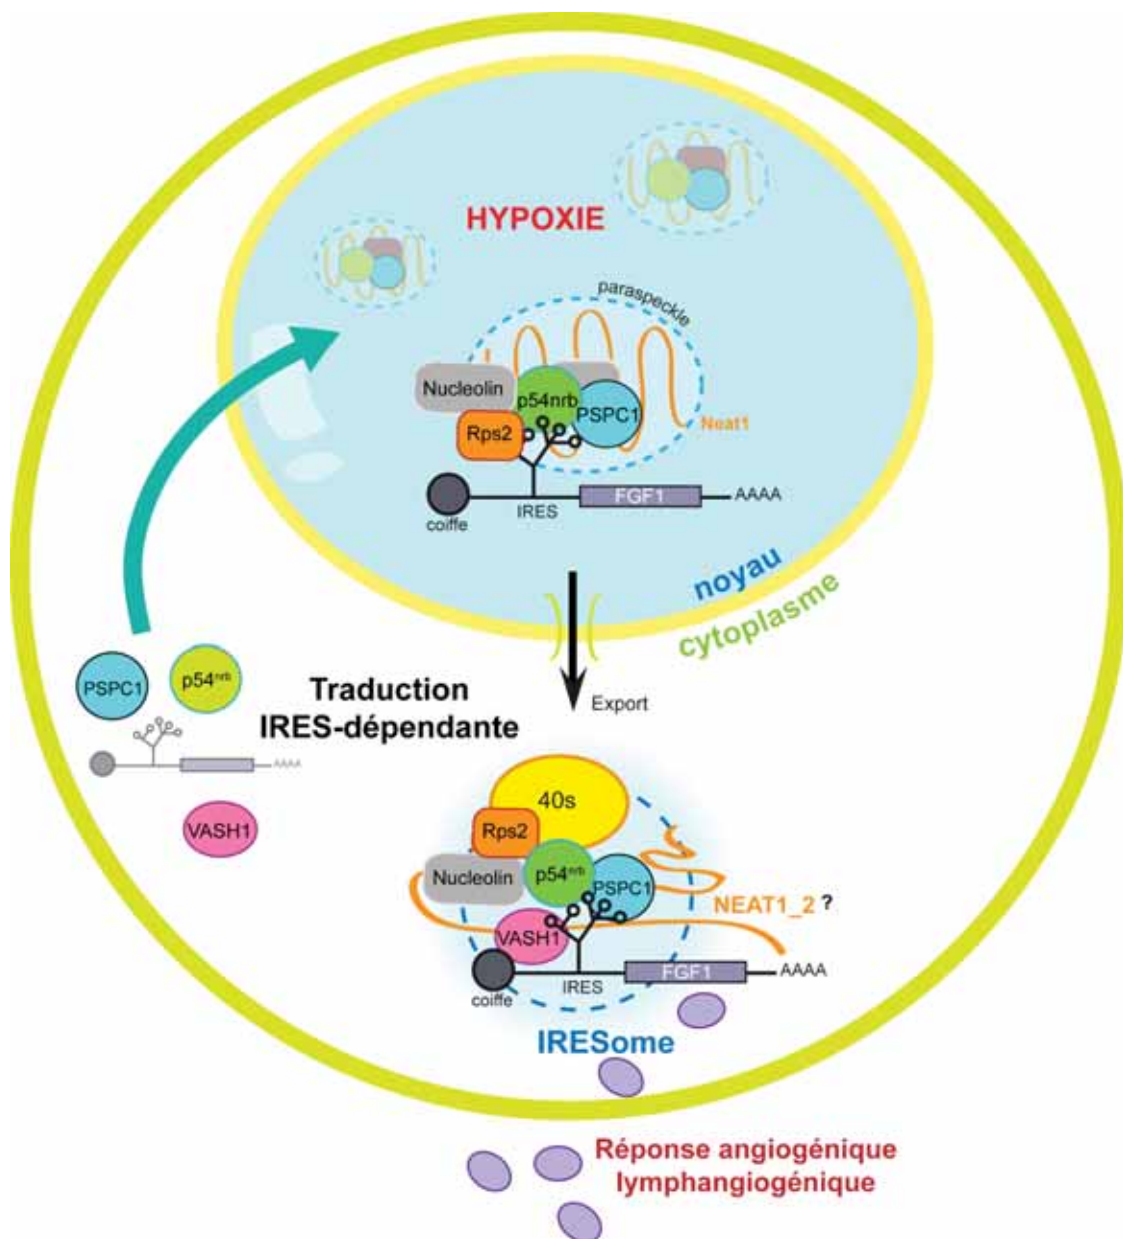 HYPOXIE
paraspeckle
Nucleolin
p54nrb
PSPC1
Rps2
Neat1
coiffe
IRES
FGF1
AAAA
noyau
cytoplasme
Export
PSPC1
p54nrb
AAAA
VASH1
Traduction
IRES-dépendante
40s
Rps2
Nucleolin
p54nrb
PSPC1
NEAT1_2 ?
VASH1
coiffe
IRES
FGF1
AAAA
IRESome
Réponse angiogénique
lymphangiogénique